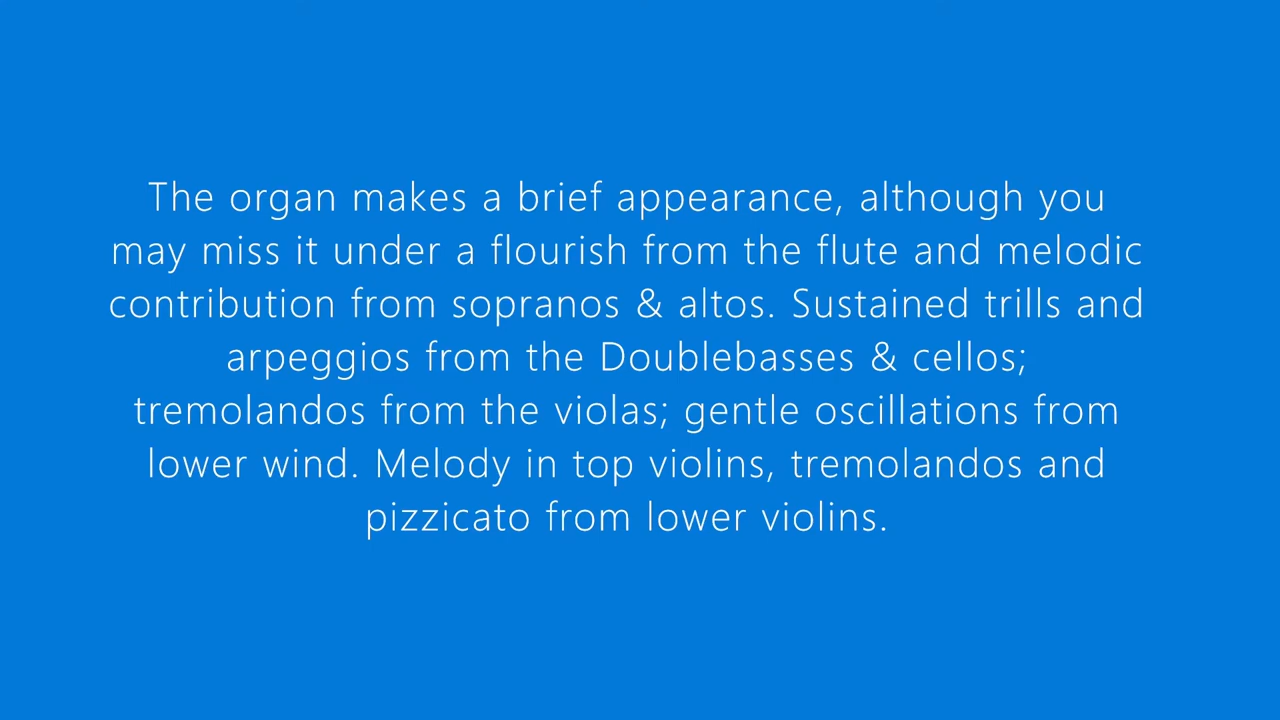 The organ makes a brief appearance, although you
may miss it under a flourish from the flute and melodic
contribution from sopranos & altos. Sustained trills and
arpeggios from the Doublebasses & cellos;
tremolandos from the violas; gentle oscillations from
lower wind. Melody in top violins, tremolandos and
pizzicato from lower violins.